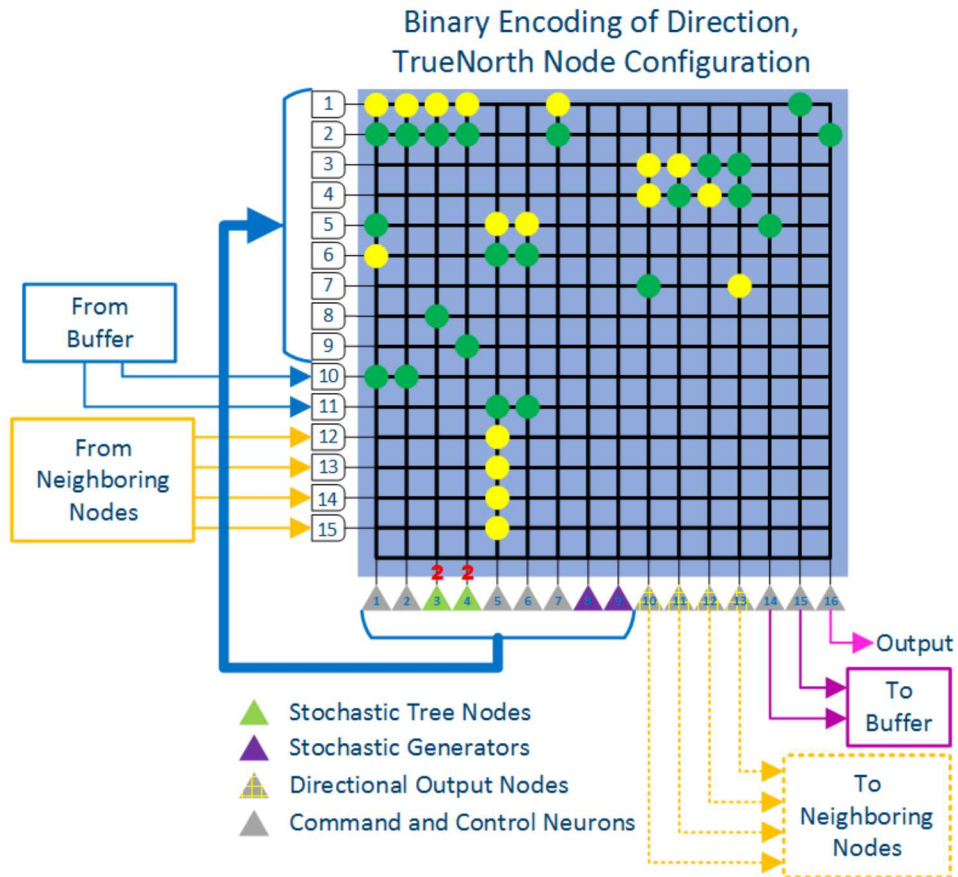 Binary Encoding of Direction,
TrueNorth Node Configuration
1
2
3
4
5
6
7
8
9
10
11
12
13
14
15
From
Buffer
From
Neighboring
Nodes
2 2
1 2 3 4 5 6 7 8 9 10 11 12 13 14 15 16
Output
To
Buffer
To
Neighboring
Nodes
Stochastic Tree Nodes
Stochastic Generators
Directional Output Nodes
Command and Control Neurons